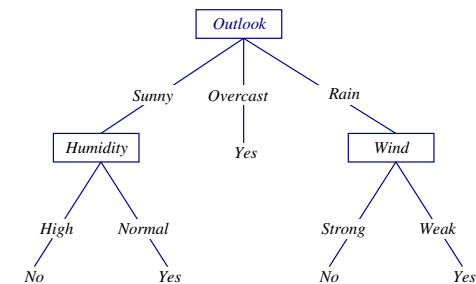 Outlook
Sunny Overcast Rain
Humidity Yes Wind
High Normal Strong Weak
No Yes No Yes